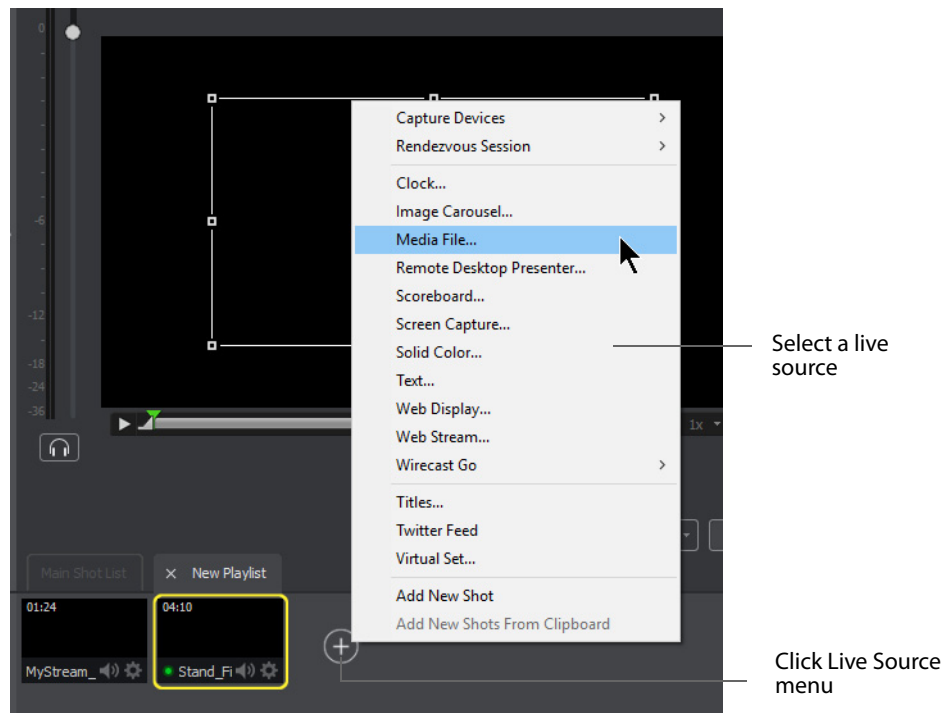 0
-6
-12
-18
-24
-36
Capture Devices
Rendezvous Session
Clock...
Image Carousel...
Media File...
Remote Desktop Presenter...
Scoreboard...
Screen Capture...
Solid Color...
Text...
Web Display...
Web Stream...
Wirecast Go
Titles...
Twitter Feed
Virtual Set...
Add New Shot
Add New Shots From Clipboard
Select a live
source
1x
Main Shot List
New Playlist
01:24
04:10
MyStream_
Stand_Fi
Click Live Source
menu